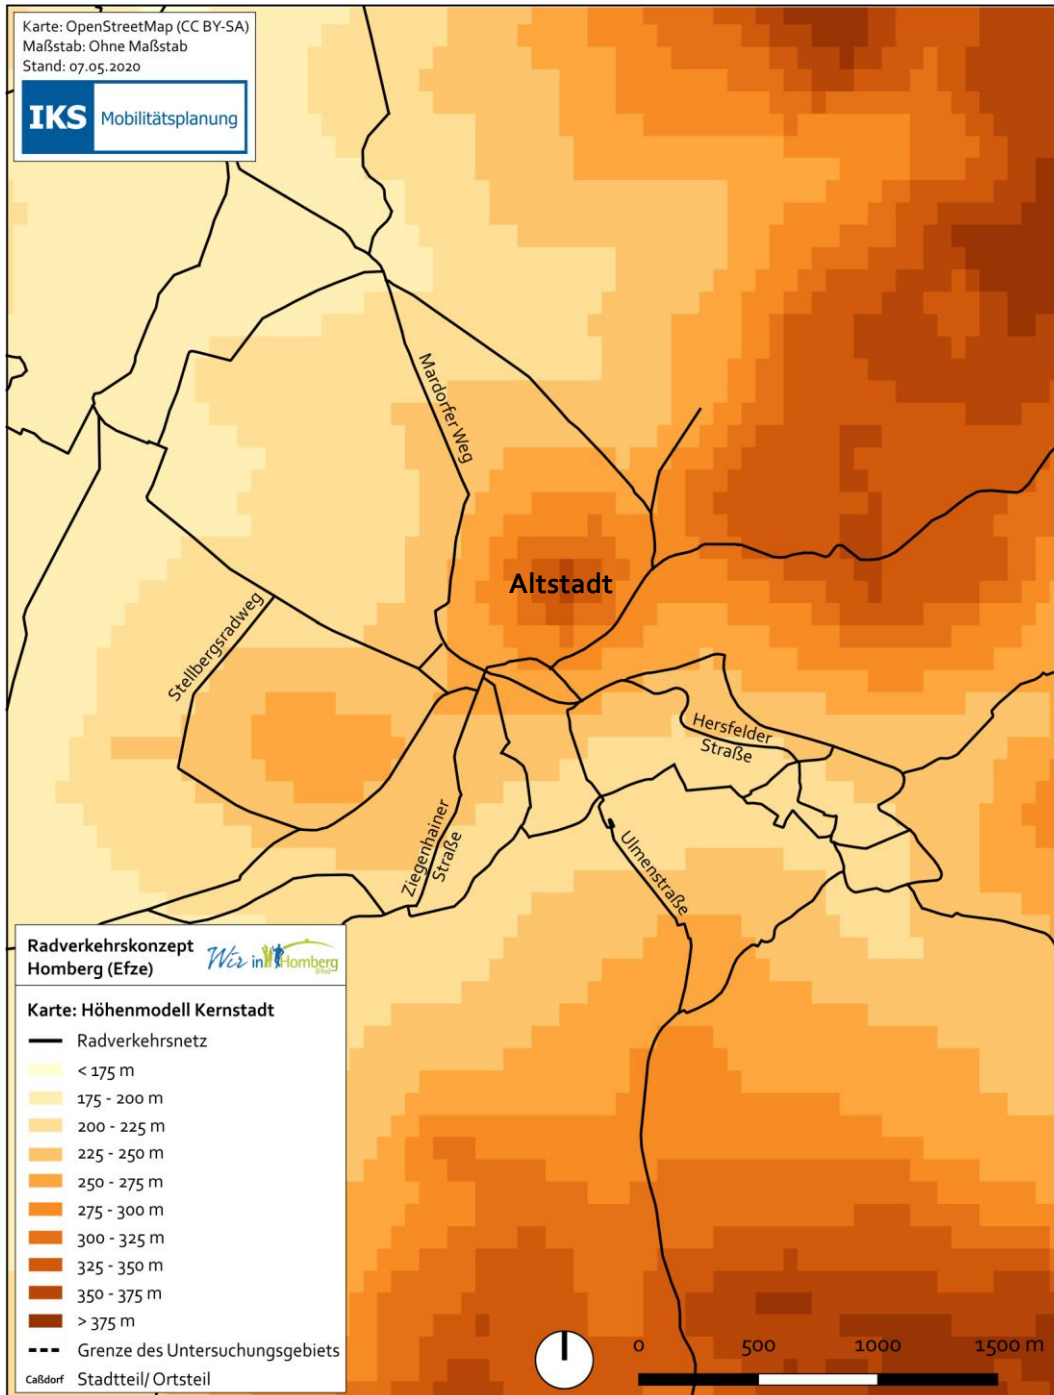 Karte: OpenStreetMap (CC BY-SA)
Maßstab: Ohne Maßstab
Stand: 07.05.2020
IKS Mobilitätsplanung
Mardorfer Weg
Altstadt
Stellbergsradweg
Hersfelder
Straße
Ziegenhainer
Straße
Ulmenstraße
Radverkehrskonzept
Homberg (Efze)
Wir in Homberg
(Efze)
Karte: Höhenmodell Kernstadt
Radverkehrsnetz
< 175 m
175 - 200 m
200 - 225 m
225 - 250 m
250 - 275 m
275 - 300 m
300 - 325 m
325 - 350 m
350 - 375 m
> 375 m
Grenze des Untersuchungsgebiets
Caßdorf Stadtteil/ Ortsteil
0 500 1000 1500 m